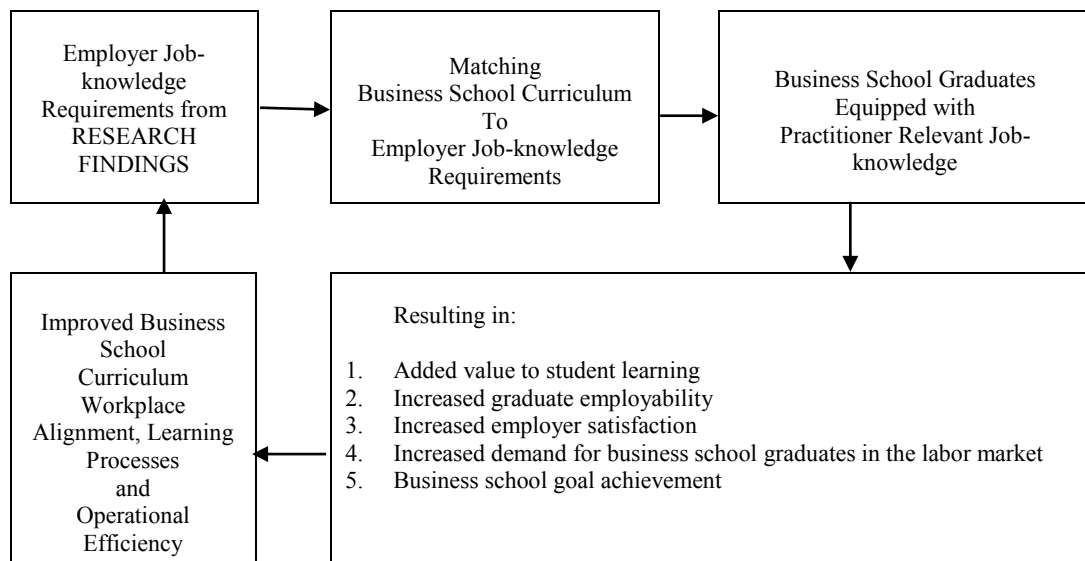 Employer Job-
knowledge
Requirements from
RESEARCH
FINDINGS
Matching
Business School Curriculum
To
Employer Job-knowledge
Requirements
Business School Graduates
Equipped with
Practitioner Relevant Job-
knowledge
Resulting in:
1. Added value to student learning
2. Increased graduate employability
3. Increased employer satisfaction
4. Increased demand for business school graduates in the labor market
5. Business school goal achievement
Improved Business
School
Curriculum
Workplace
Alignment, Learning
Processes
and
Operational
Efficiency